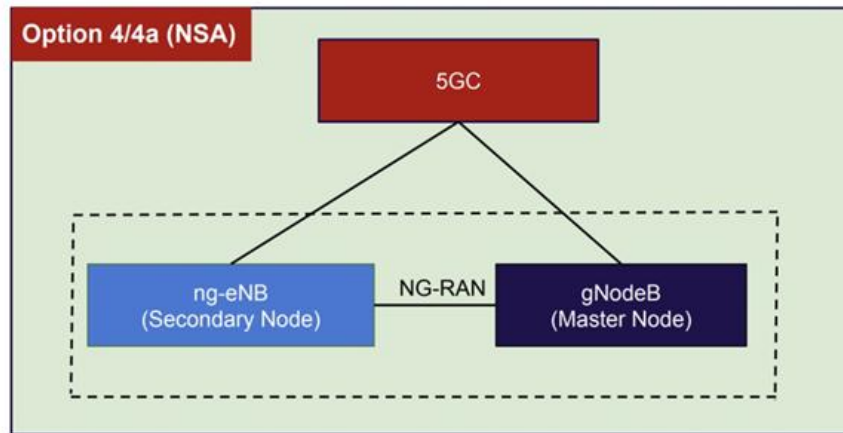 Option 4/4a (NSA)
5GC
ng-eNB
(Secondary Node)
NG-RAN
gNodeB
(Master Node)